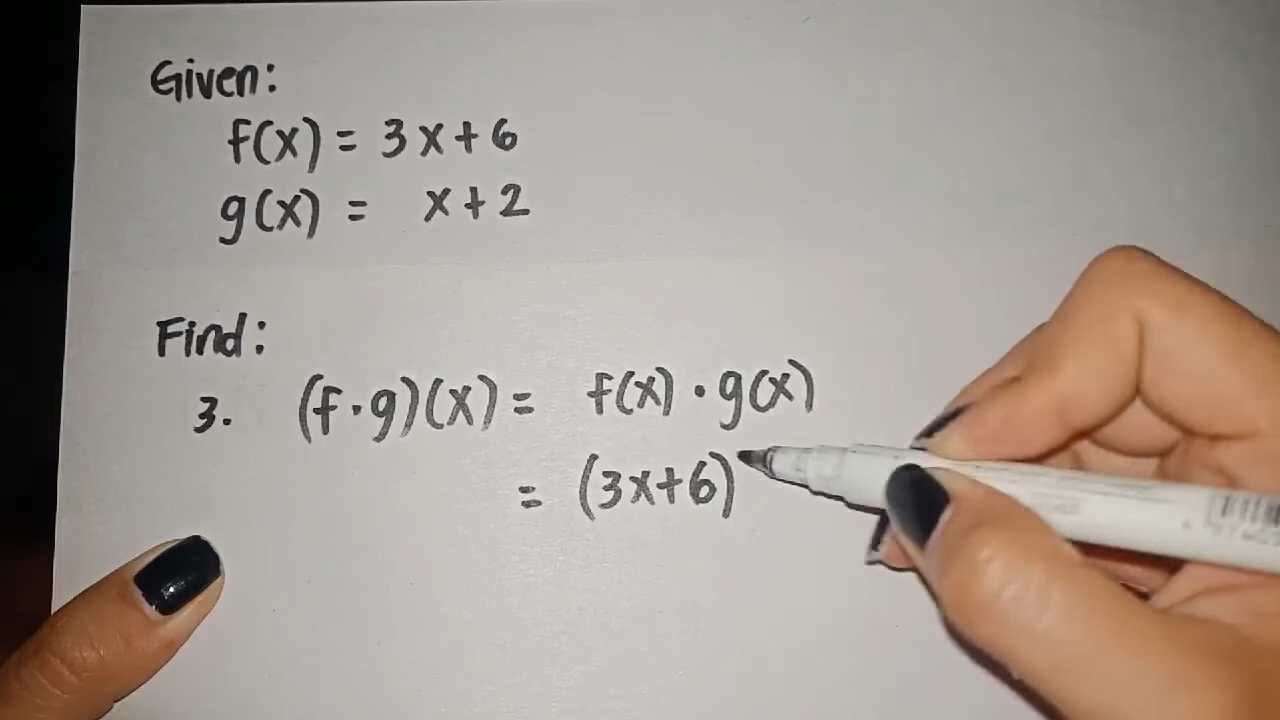 Given:
f(x) = 3x+6
g(x) = x+2
Find:
3. (f·g)(x) = f(x)·g(x)
= (3x+6)